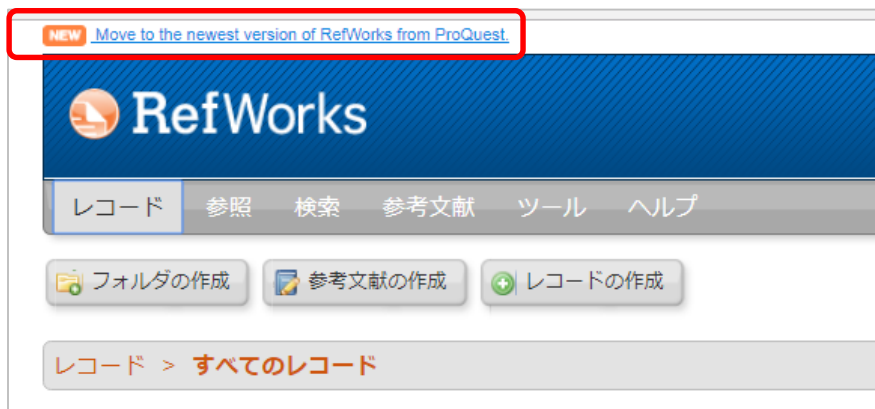 NEW Move to the newest version of RefWorks from ProQuest.
RefWorks
レコード 参照 検索 参考文献 ツール ヘルプ
フォルダの作成 参考文献の作成 レコードの作成
レコード > すべてのレコード